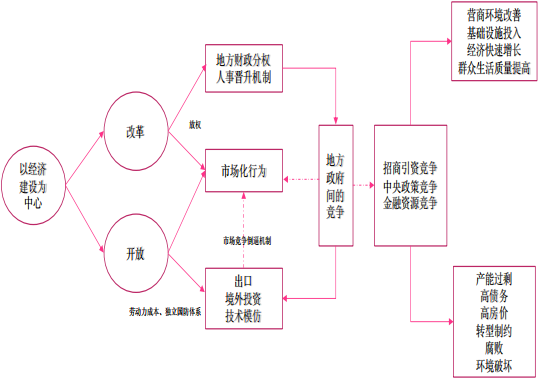 以经济
建设为
中心
改革
开放
放权
劳动力成本、独立国防体系
地方财政分权
人事晋升机制
市场化行为
市场竞争倒逼机制
出口
境外投资
技术模仿
地方
政府
间的
竞争
招商引资竞争
中央政策竞争
金融资源竞争
营商环境改善
基础设施投入
经济快速增长
群众生活质量提高
产能过剩
高债务
高房价
转型制约
腐败
环境破坏